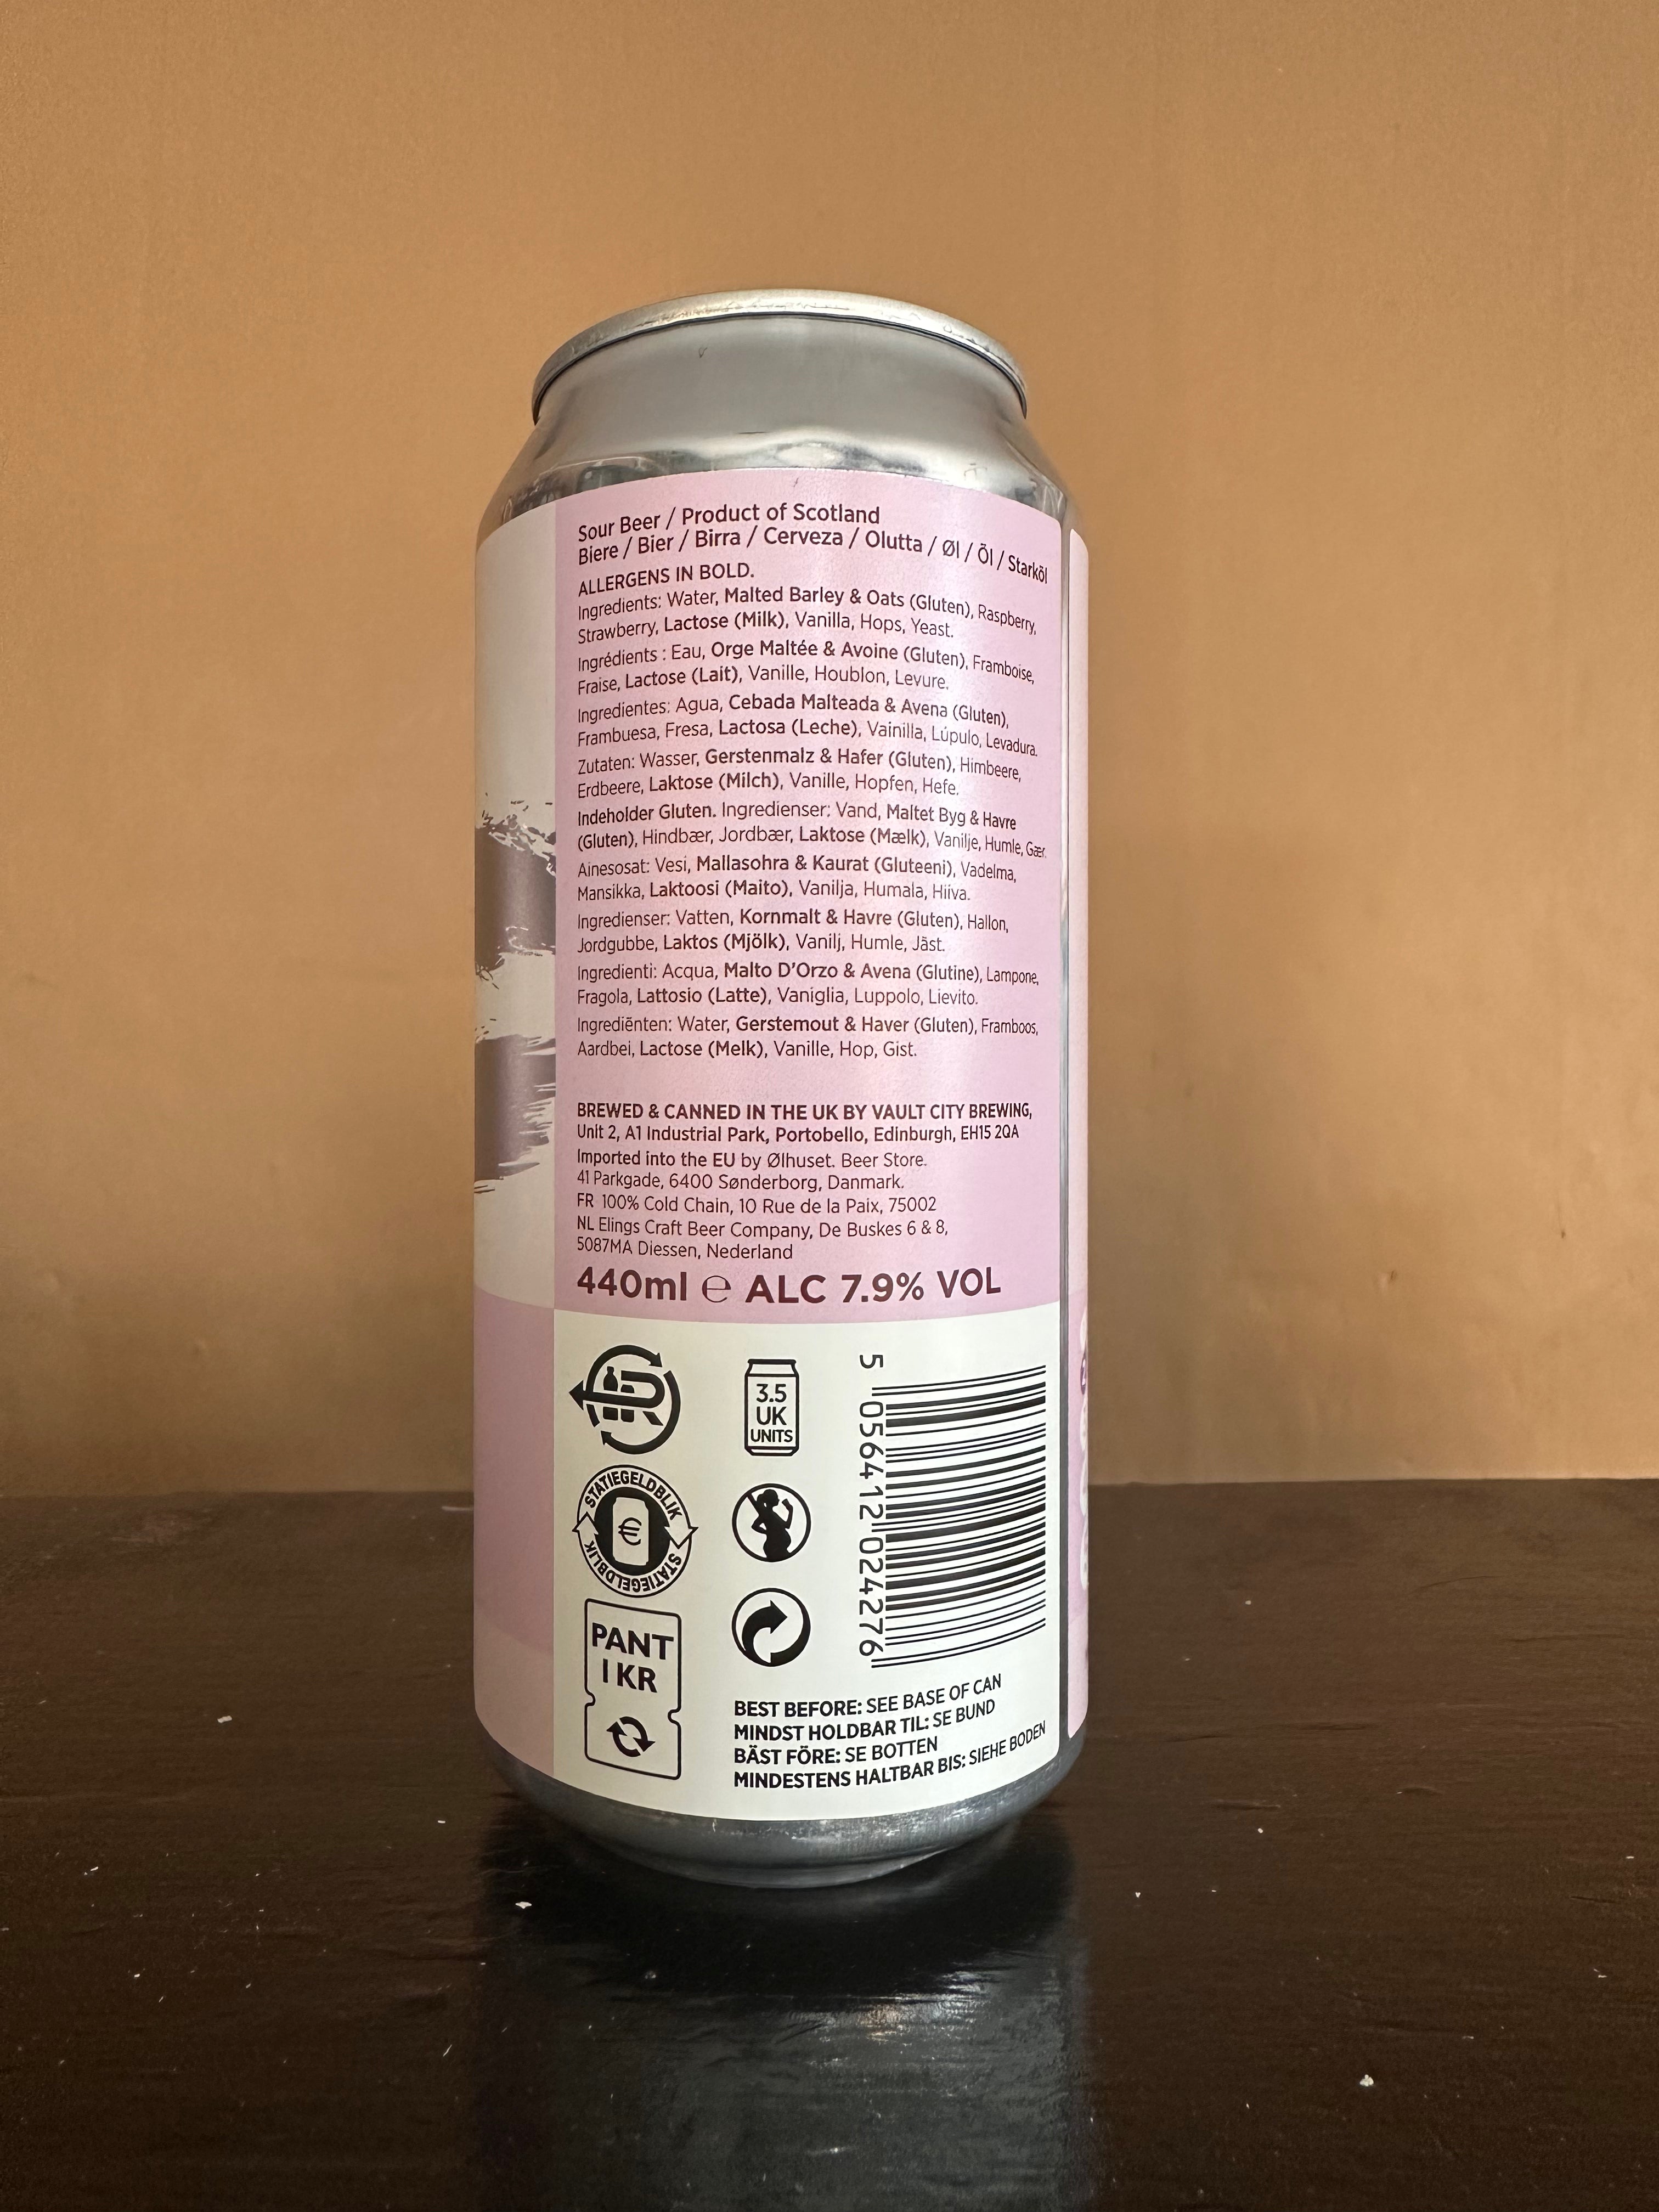 Sour Beer / Product of Scotland
Biere / Bier / Birra / Cerveza / Olutta / Øl / Öl / Starköl
ALLERGENS IN BOLD.
Ingredients: Water, Malted Barley & Oats (Gluten), Raspberry,
Strawberry, Lactose (Milk), Vanilla, Hops, Yeast.
Ingrédients : Eau, Orge Maltée & Avoine (Gluten), Framboise,
Fraise, Lactose (Lait), Vanille, Houblon, Levure.
Ingredientes: Agua, Cebada Malteada & Avena (Gluten),
Frambuesa, Fresa, Lactosa (Leche), Vainilla, Lúpulo, Levadura.
Zutaten: Wasser, Gerstenmalz & Hafer (Gluten), Himbeere,
Erdbeere, Laktose (Milch), Vanille, Hopfen, Hefe.
Indeholder Gluten. Ingredienser: Vand, Maltet Byg & Havre
(Gluten), Hindbær, Jordbær, Laktose (Mælk), Vanilje, Humle, Gær.
Ainesosat: Vesi, Mallasohra & Kaurat (Gluteeni), Vadelma,
Mansikka, Laktoosi (Maito), Vanilja, Humala, Hiiva.
Ingredienser: Vatten, Kornmalt & Havre (Gluten), Hallon,
Jordgubbe, Laktos (Mjölk), Vanilj, Humle, Jäst.
Ingredienti: Acqua, Malto D'Orzo & Avena (Glutine), Lampone,
Fragola, Lattosio (Latte), Vaniglia, Luppolo, Lievito.
Ingrediënten: Water, Gerstemout & Haver (Gluten), Framboos,
Aardbei, Lactose (Melk), Vanille, Hop, Gist.
BREWED & CANNED IN THE UK BY VAULT CITY BREWING,
Unit 2, A1 Industrial Park, Portobello, Edinburgh, EH15 2QA
Imported into the EU by Ølhuset. Beer Store.
41 Parkgade, 6400 Sønderborg, Danmark.
FR 100% Cold Chain, 10 Rue de la Paix, 75002
NL Elings Craft Beer Company, De Buskes 6 & 8,
5087MA Diessen, Nederland
440ml ℮ ALC 7.9% VOL
3.5
UK
UNITS
STATIEGELDBLIK
€
STATIEGELDBLIK
PANT
1 KR
5 056412 024276
BEST BEFORE: SEE BASE OF CAN
MINDST HOLDBAR TIL: SE BUND
BÄST FÖRE: SE BOTTEN
MINDESTENS HALTBAR BIS: SIEHE BODEN